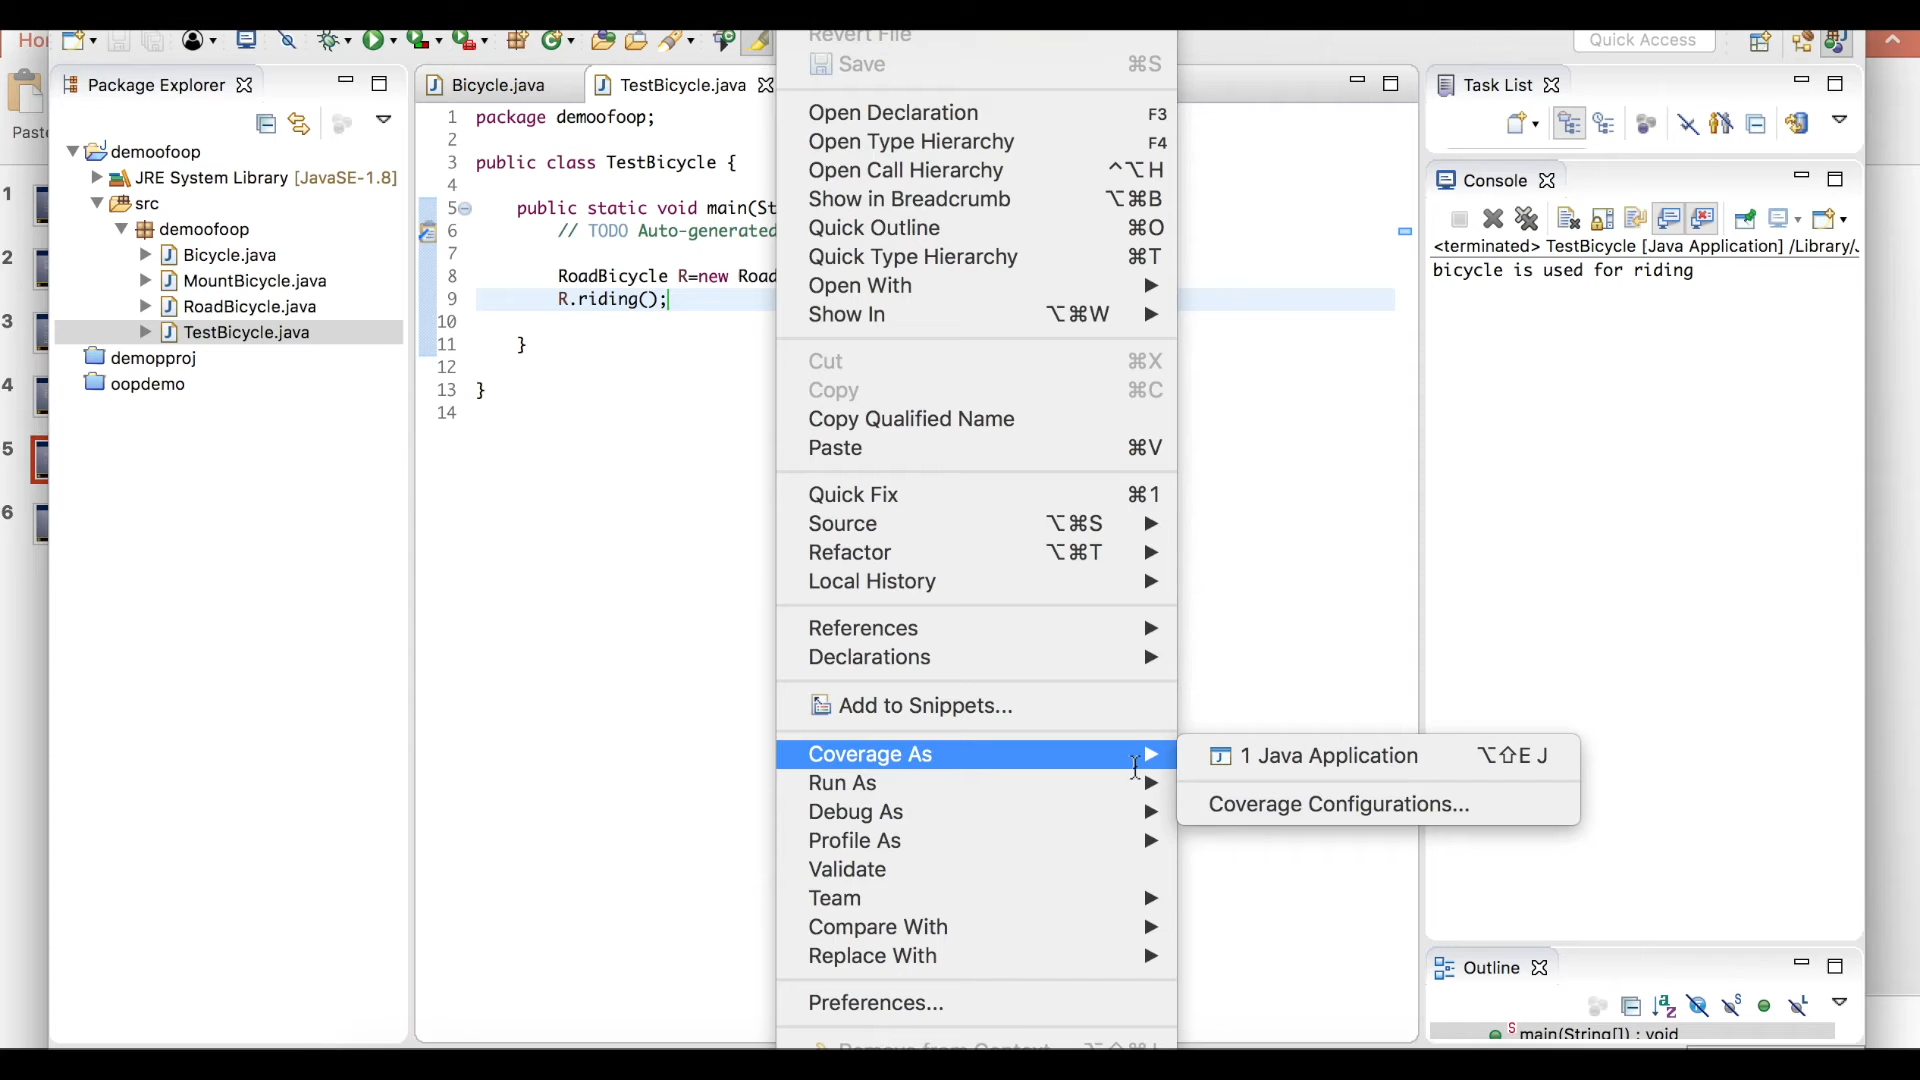 Quick Access
Package Explorer
Paste
demoofoop
JRE System Library [JavaSE-1.8]
src
demoofoop
Bicycle.java
MountBicycle.java
RoadBicycle.java
TestBicycle.java
demopproj
oopdemo
1
2
3
4
5
6
Bicycle.java
TestBicycle.java
1 package demoofoop;
2
3 public class TestBicycle {
4
5 public static void main(St
6 // TODO Auto-generated
7
8 RoadBicycle R=new Road
9 R.riding();
10
11 }
12
13 }
14
Revert File
Save ⌘S
Open Declaration F3
Open Type Hierarchy F4
Open Call Hierarchy ^⌥H
Show in Breadcrumb ⌥⌘B
Quick Outline ⌘O
Quick Type Hierarchy ⌘T
Open With
Show In ⌥⌘W
Cut ⌘X
Copy ⌘C
Copy Qualified Name
Paste ⌘V
Quick Fix ⌘1
Source ⌥⌘S
Refactor ⌥⌘T
Local History
References
Declarations
Add to Snippets...
Coverage As
Run As
Debug As
Profile As
Validate
Team
Compare With
Replace With
Preferences...
1 Java Application ⌥⇧E J
Coverage Configurations...
Task List
Console
<terminated> TestBicycle [Java Application] /Library/
bicycle is used for riding
Outline
main(String[]) : void